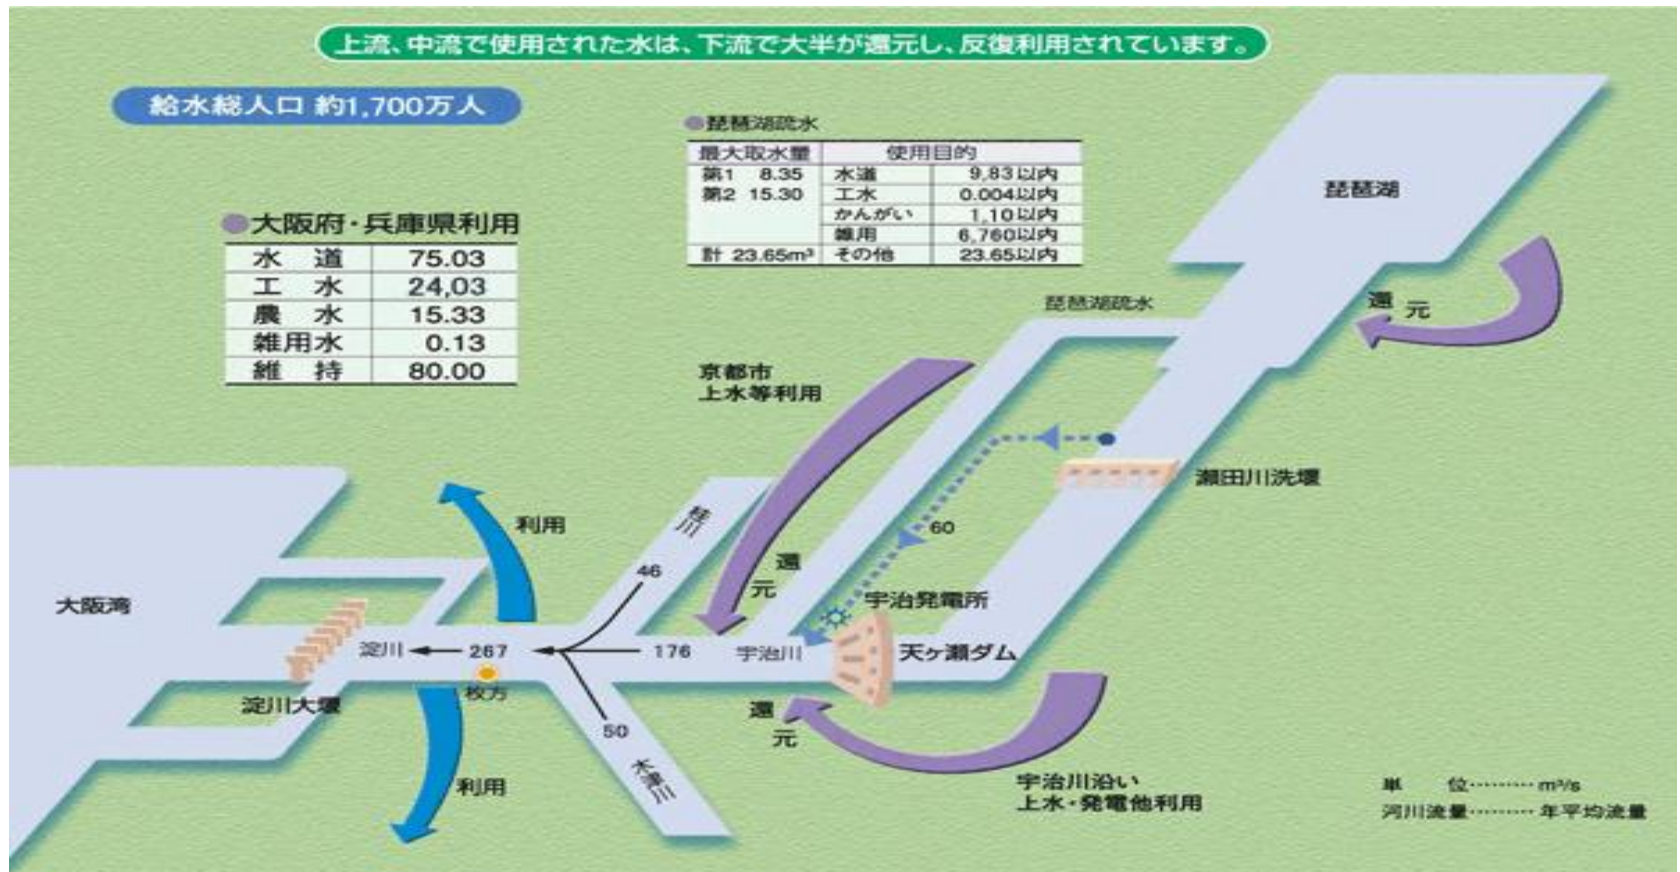 上流、中流で使用された水は、下流で大半が還元し、反復利用されています。
給水総人口 約1,700万人
●琵琶湖疏水
最大取水量 使用目的
第1 8.35 水道 9,83以内
第2 15.30 工水 0.004以内
かんがい 1,10以内
雑用 6,760以内
計 23.65m³ その他 23.65以内
●大阪府・兵庫県利用
水 道 75.03
工 水 24,03
農 水 15.33
雑用水 0.13
維 持 80.00
琵琶湖
還元
琵琶湖疏水
京都市
上水等利用
瀬田川洗堰
60
利用
桂川
46
還元
宇治発電所
大阪湾
淀川
267
176
宇治川
天ヶ瀬ダム
枚方
淀川大堰
50
木津川
還元
利用
宇治川沿い
上水・発電他利用
単 位‥‥‥‥ m³/s
河川流量‥‥‥‥ 年平均流量